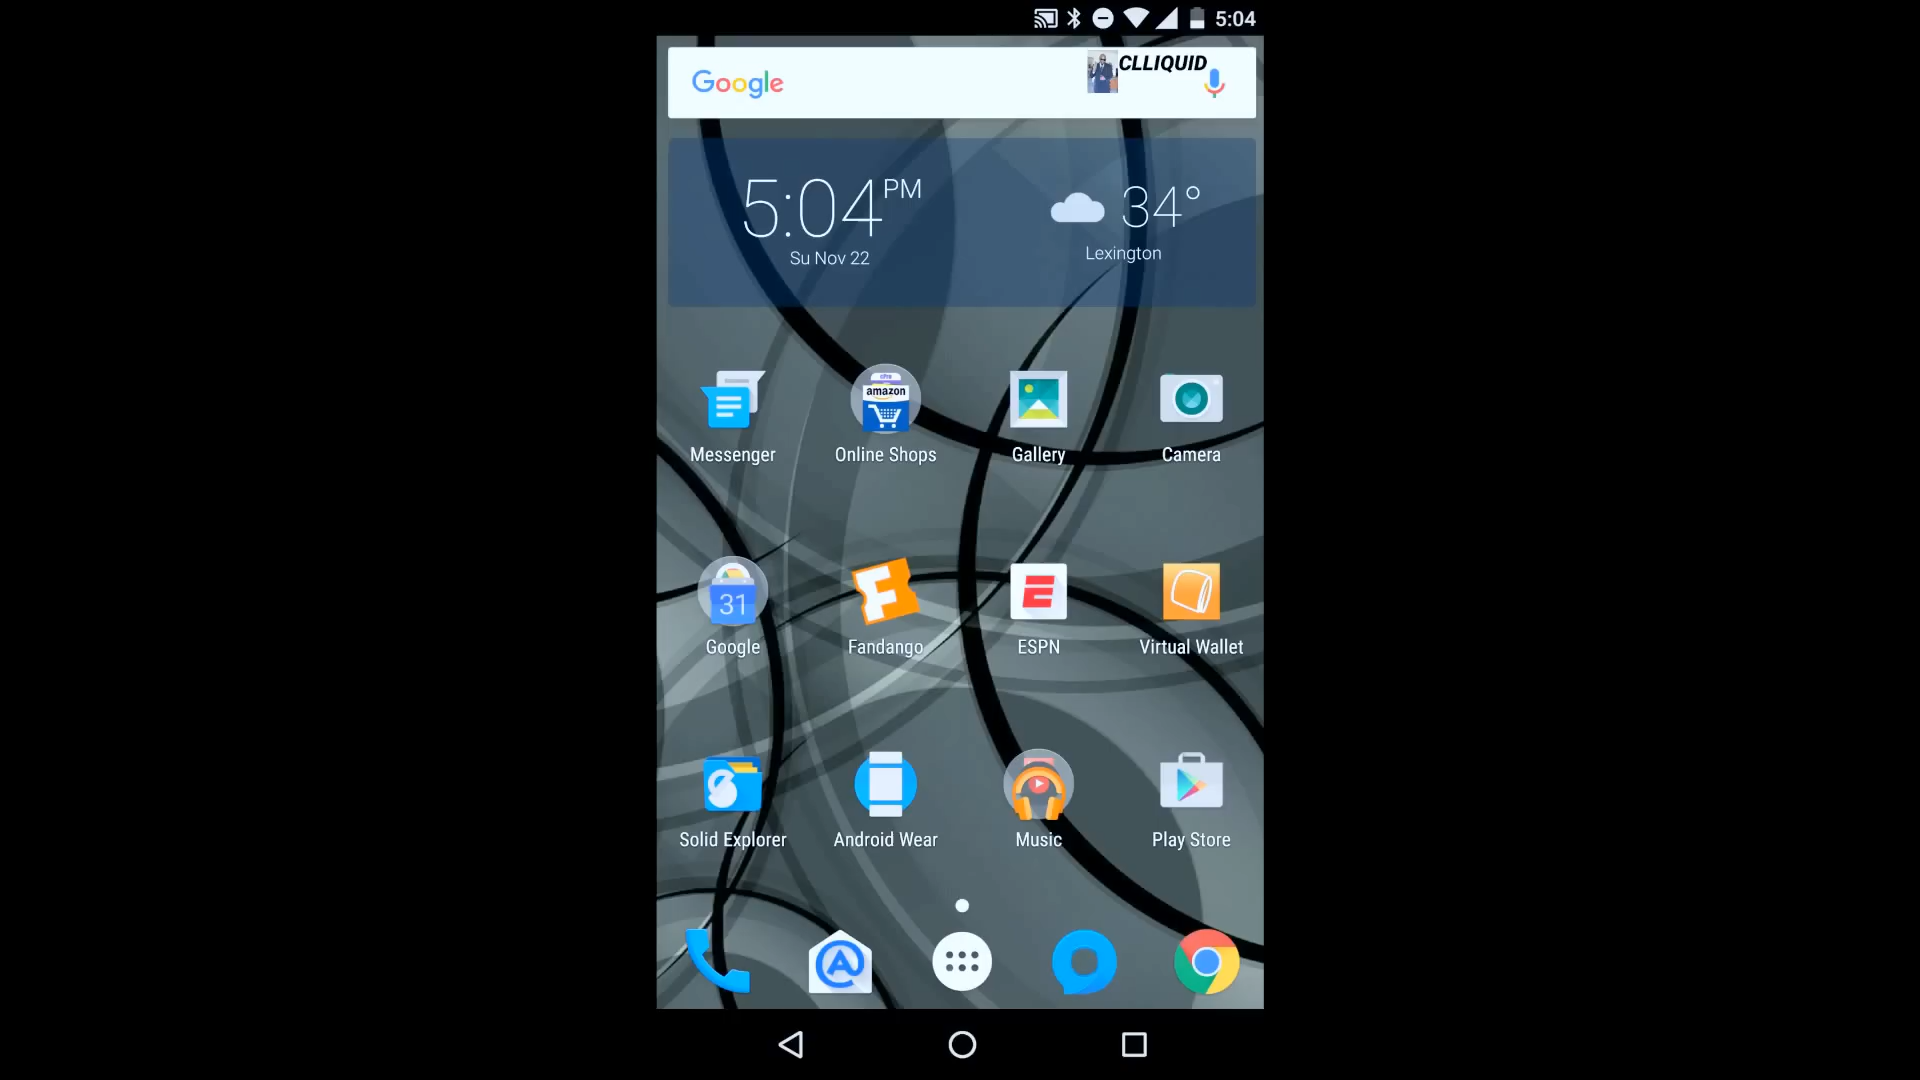 5:04
Google
CLLIQUID
5:04 PM
Su Nov 22
34°
Lexington
amazon
Messenger
Online Shops
Gallery
Camera
31
Google
Fandango
ESPN
Virtual Wallet
Solid Explorer
Android Wear
Music
Play Store